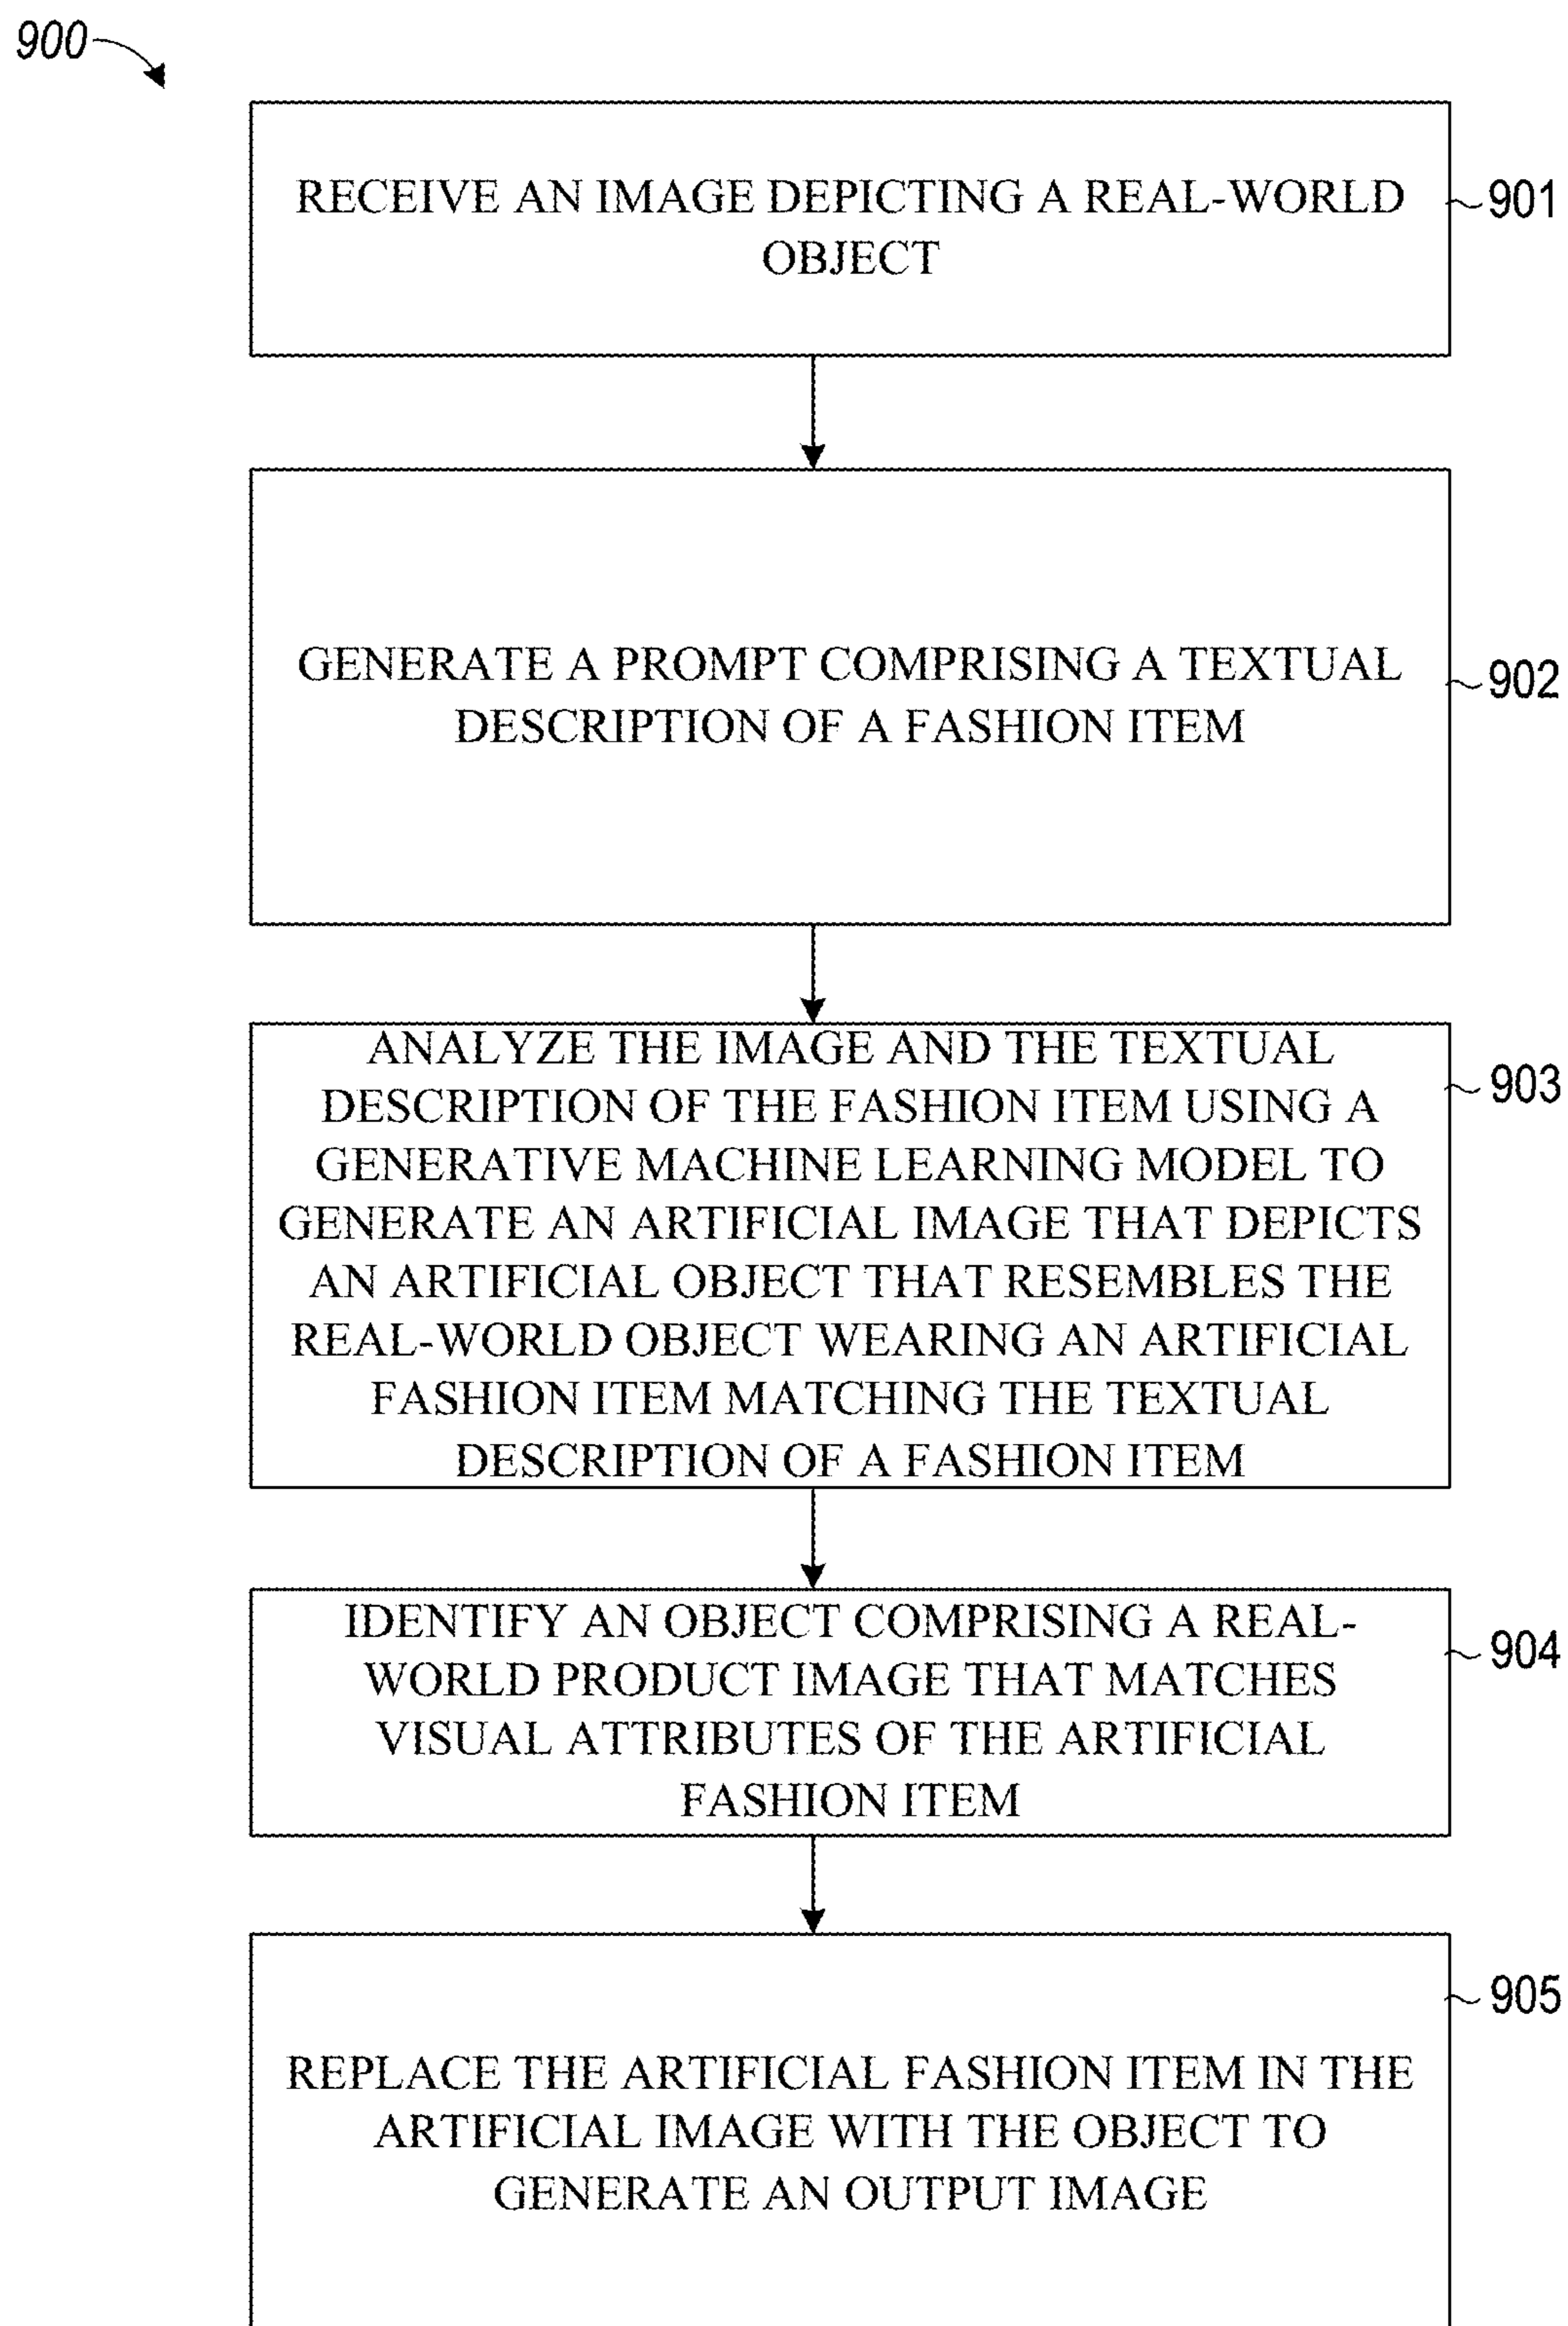 900
RECEIVE AN IMAGE DEPICTING A REAL-WORLD
OBJECT
901
GENERATE A PROMPT COMPRISING A TEXTUAL
DESCRIPTION OF A FASHION ITEM
902
ANALYZE THE IMAGE AND THE TEXTUAL
DESCRIPTION OF THE FASHION ITEM USING A
GENERATIVE MACHINE LEARNING MODEL TO
GENERATE AN ARTIFICIAL IMAGE THAT DEPICTS
AN ARTIFICIAL OBJECT THAT RESEMBLES THE
REAL-WORLD OBJECT WEARING AN ARTIFICIAL
FASHION ITEM MATCHING THE TEXTUAL
DESCRIPTION OF A FASHION ITEM
903
IDENTIFY AN OBJECT COMPRISING A REAL-
WORLD PRODUCT IMAGE THAT MATCHES
VISUAL ATTRIBUTES OF THE ARTIFICIAL
FASHION ITEM
904
REPLACE THE ARTIFICIAL FASHION ITEM IN THE
ARTIFICIAL IMAGE WITH THE OBJECT TO
GENERATE AN OUTPUT IMAGE
905